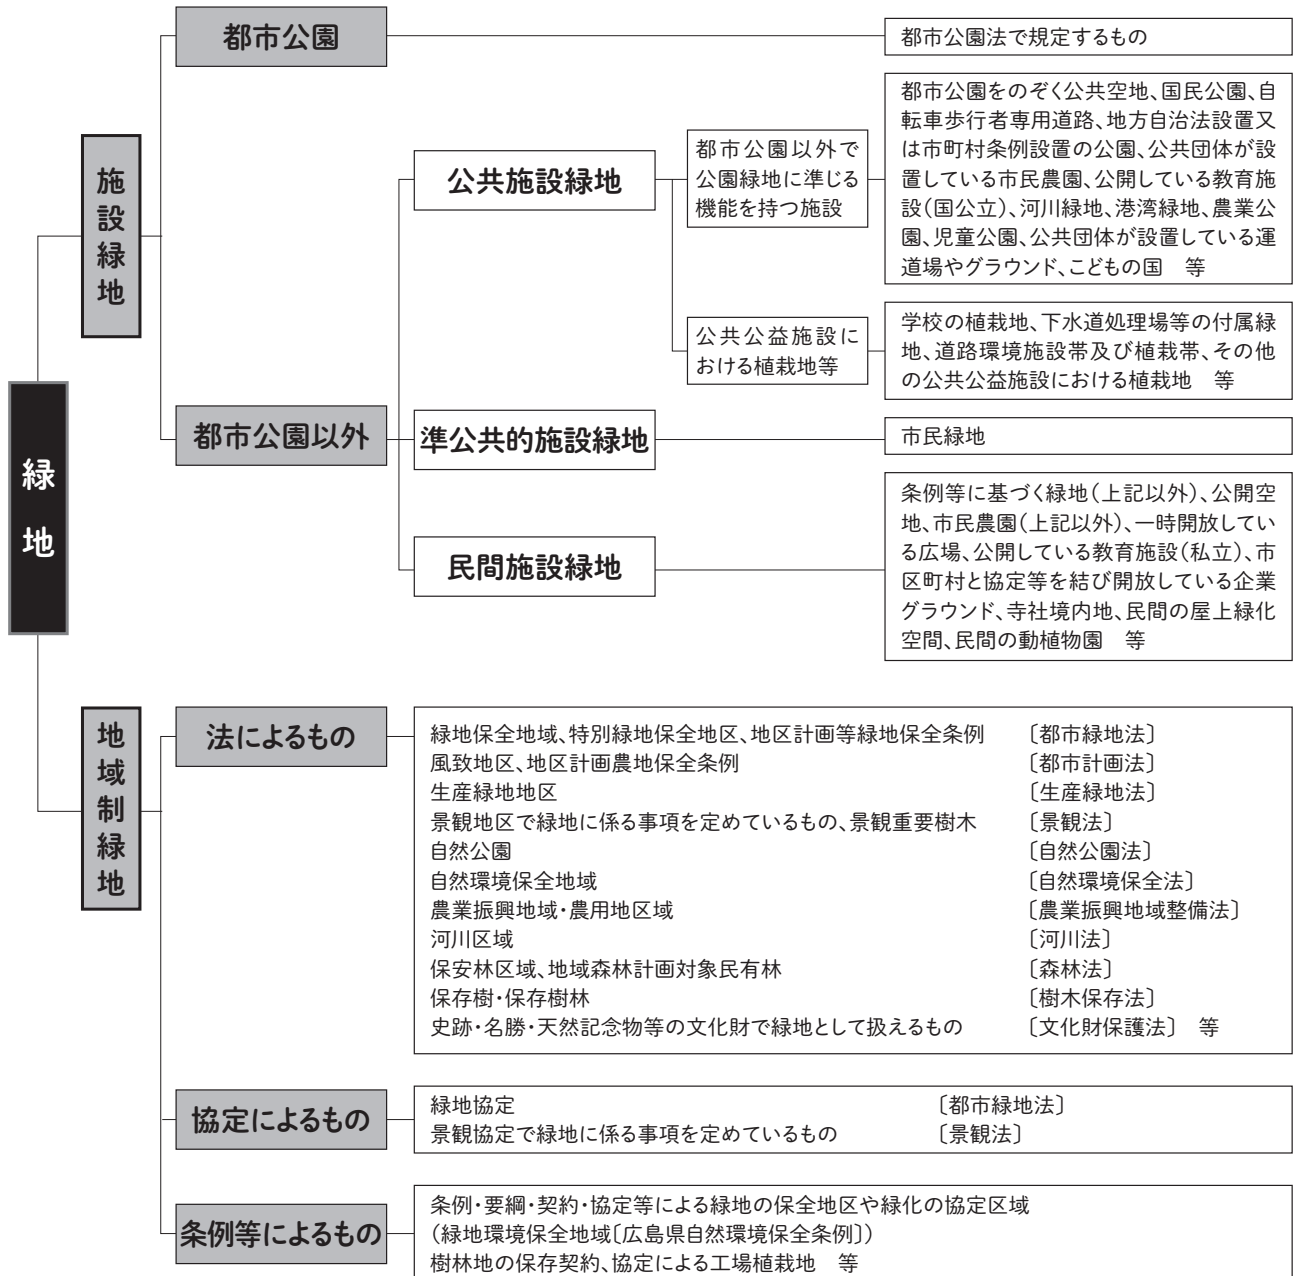 緑地
施設緑地
都市公園
都市公園法で規定するもの
都市公園以外
公共施設緑地
都市公園以外で
公園緑地に準じる
機能を持つ施設
都市公園をのぞく公共空地、国民公園、自
転車歩行者専用道路、地方自治法設置又
は市町村条例設置の公園、公共団体が設
置している市民農園、公開している教育施
設（国公立）、河川緑地、港湾緑地、農業公
園、児童公園、公共団体が設置している運
道場やグラウンド、こどもの国　等
公共公益施設に
おける植栽地等
学校の植栽地、下水道処理場等の付属緑
地、道路環境施設帯及び植栽帯、その他
の公共公益施設における植栽地　等
準公共的施設緑地
市民緑地
民間施設緑地
条例等に基づく緑地（上記以外）、公開空
地、市民農園（上記以外）、一時開放してい
る広場、公開している教育施設（私立）、市
区町村と協定等を結び開放している企業
グラウンド、寺社境内地、民間の屋上緑化
空間、民間の動植物園　等
地域制緑地
法によるもの
緑地保全地域、特別緑地保全地区、地区計画等緑地保全条例　〔都市緑地法〕
風致地区、地区計画農地保全条例　〔都市計画法〕
生産緑地地区　〔生産緑地法〕
景観地区で緑地に係る事項を定めているもの、景観重要樹木　〔景観法〕
自然公園　〔自然公園法〕
自然環境保全地域　〔自然環境保全法〕
農業振興地域・農用地区域　〔農業振興地域整備法〕
河川区域　〔河川法〕
保安林区域、地域森林計画対象民有林　〔森林法〕
保存樹・保存樹林　〔樹木保存法〕
史跡・名勝・天然記念物等の文化財で緑地として扱えるもの　〔文化財保護法〕　等
協定によるもの
緑地協定　〔都市緑地法〕
景観協定で緑地に係る事項を定めているもの　〔景観法〕
条例等によるもの
条例・要綱・契約・協定等による緑地の保全地区や緑化の協定区域
（緑地環境保全地域〔広島県自然環境保全条例〕）
樹林地の保存契約、協定による工場植栽地　等